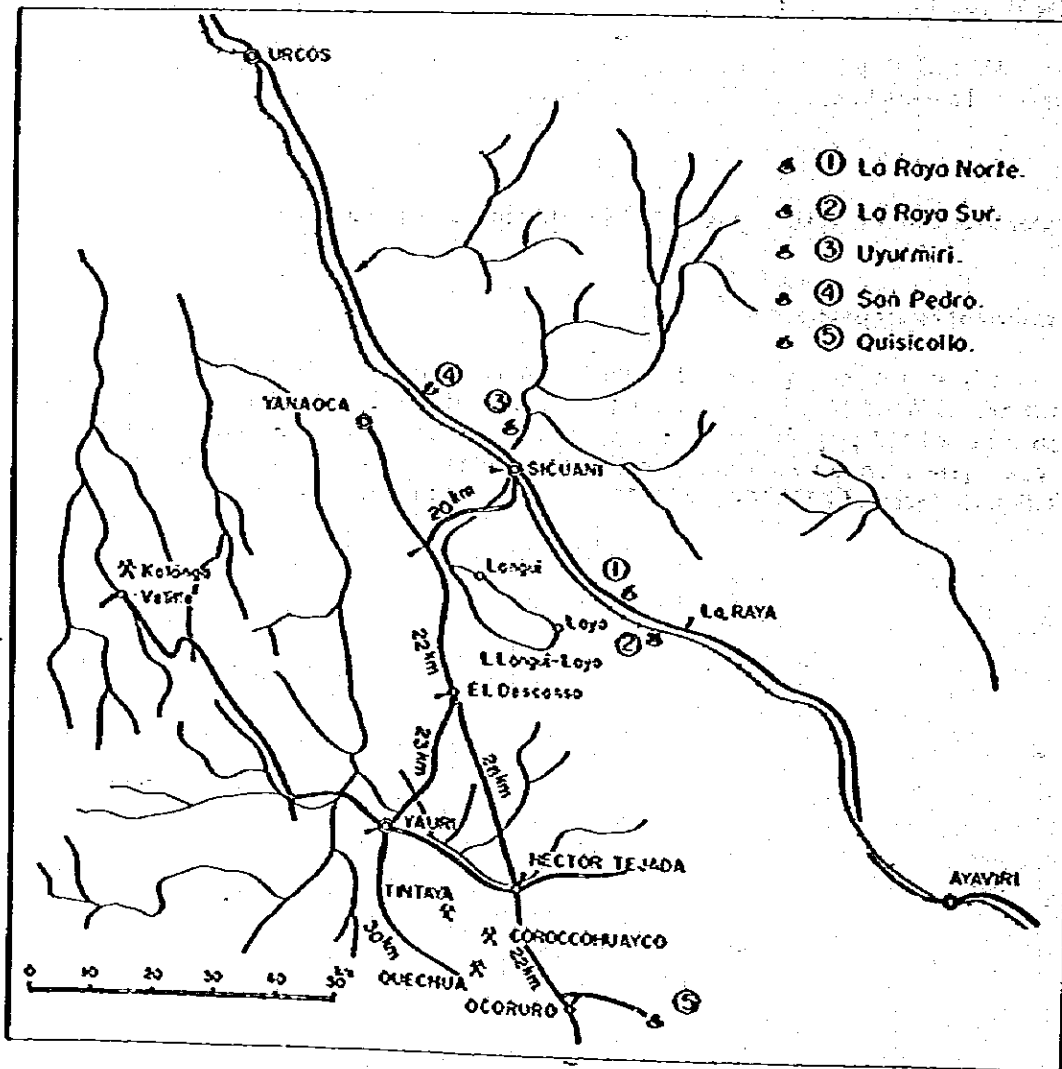 URCOS
① La Raya Norte.
② La Raya Sur.
③ Uyurmiri.
④ San Pedro.
⑤ Quisicollo.
④
③
YANAOCA
SICUANI
20 km
Langui
①
Layo
La RAYA
②
L Langui-Layo
22 km
EL Descanso
23 km
28 km
YAURI
HECTOR TEJADA
TINTAYA
COROCCOHUAYCO
30 km
QUECHUA
22 km
OCORURO
⑤
AYAVIRI
0 10 20 30 40 50